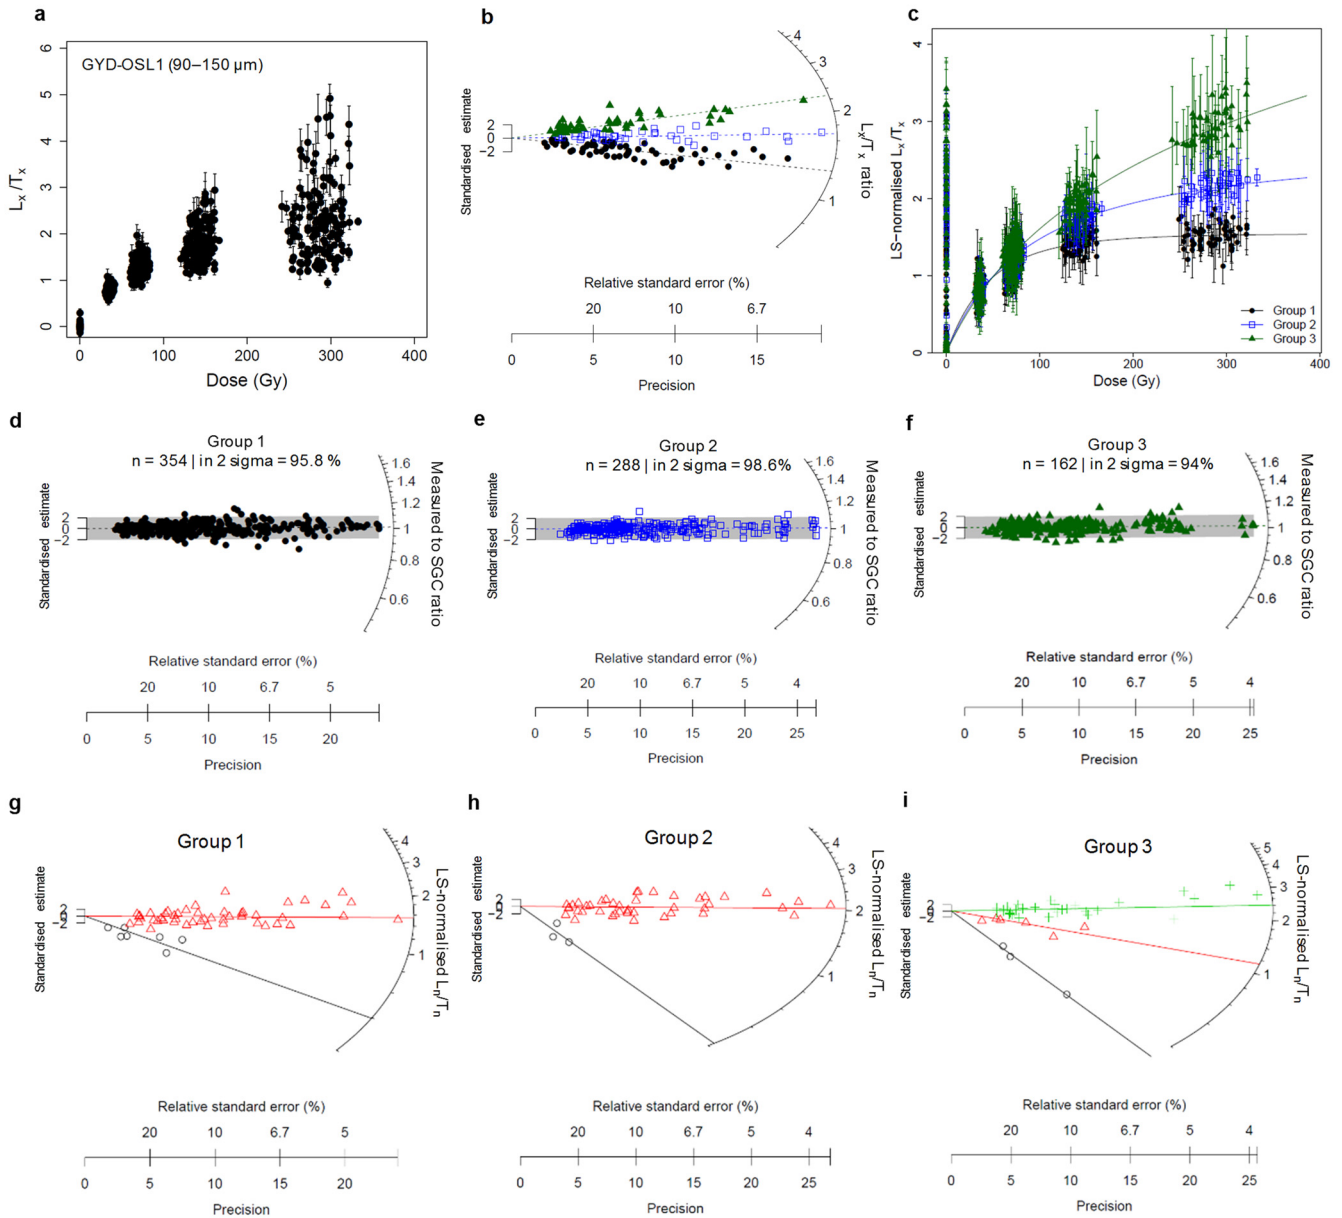 a
GYD-OSL1 (90–150 µm)
Lx /Tx
6
5
4
3
2
1
0
0 100 200 300 400
Dose (Gy)
b
Standardised estimate
2
0
−2
4
3
2
1
Lx/Tx ratio
Relative standard error (%)
20 10 6.7
0 5 10 15
Precision
c
LS-normalised Lx /Tx
4
3
2
1
0
Group 1
Group 2
Group 3
0 100 200 300
Dose (Gy)
d
Group 1
n = 354 | in 2 sigma = 95.8 %
Standardised estimate
2
0
−2
1.6
1.4
1.2
1
0.8
0.6
Measured to SGC ratio
Relative standard error (%)
20 10 6.7 5
0 5 10 15 20
Precision
e
Group 2
n = 288 | in 2 sigma = 98.6%
Standardised estimate
2
0
−2
1.6
1.4
1.2
1
0.8
0.6
Measured to SGC ratio
Relative standard error (%)
20 10 6.7 5 4
0 5 10 15 20 25
Precision
f
Group 3
n = 162 | in 2 sigma = 94%
Standardised estimate
2
0
−2
1.6
1.4
1.2
1
0.8
0.6
Measured to SGC ratio
Relative standard error (%)
20 10 6.7 5 4
0 5 10 15 20 25
Precision
g
Group 1
Standardised estimate
2
0
−2
4
3
2
1
LS-normalised Ln/Tn
Relative standard error (%)
20 10 6.7 5
0 5 10 15 20
Precision
h
Group 2
Standardised estimate
2
0
−2
4
3
2
1
LS-normalised Ln/Tn
Relative standard error (%)
20 10 6.7 5 4
0 5 10 15 20 25
Precision
i
Group 3
Standardised estimate
2
0
−2
5
4
3
2
1
LS-normalised Ln/Tn
Relative standard error (%)
20 10 6.7 5 4
0 5 10 15 20 25
Precision